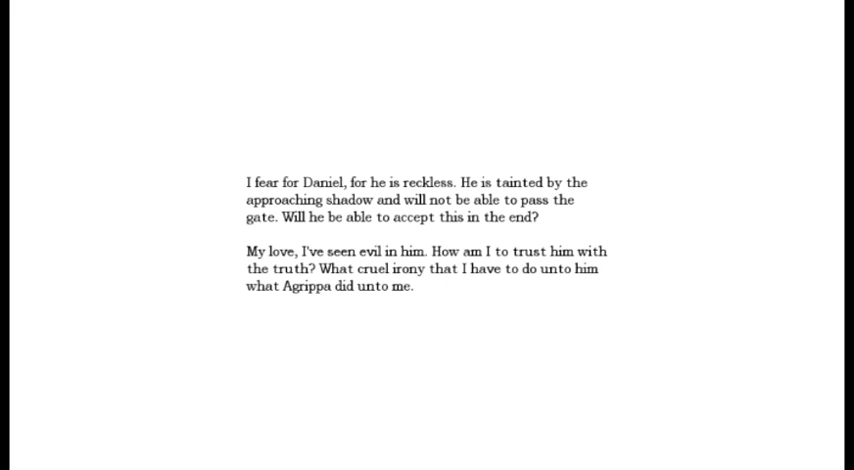 I fear for Daniel, for he is reckless. He is tainted by the
approaching shadow and will not be able to pass the
gate. Will he be able to accept this in the end?
My love, I've seen evil in him. How am I to trust him with
the truth? What cruel irony that I have to do unto him
what Agrippa did unto me.